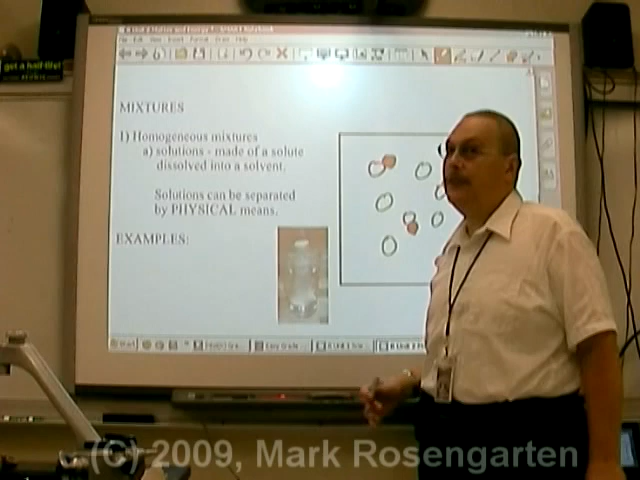 get a half-life!
MIXTURES
1) Homogeneous mixtures
a) solutions - made of a solute
dissolved into a solvent.
Solutions can be separated
by PHYSICAL means.
EXAMPLES:
(C) 2009, Mark Rosengarten